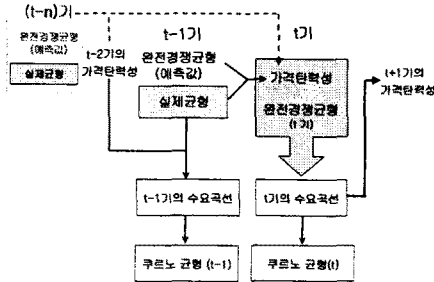 (t-n)기
완전경쟁균형
(예측값)
실제균형
t-2기의
가격탄력성
t-1기
완전경쟁균형
(예측값)
실제균형
t-1기의 수요곡선
쿠르노 균형 (t-1)
t기
가격탄력성
완전경쟁균형
(t 기)
t기의 수요곡선
쿠르노 균형(t)
t+1기의
가격탄력성